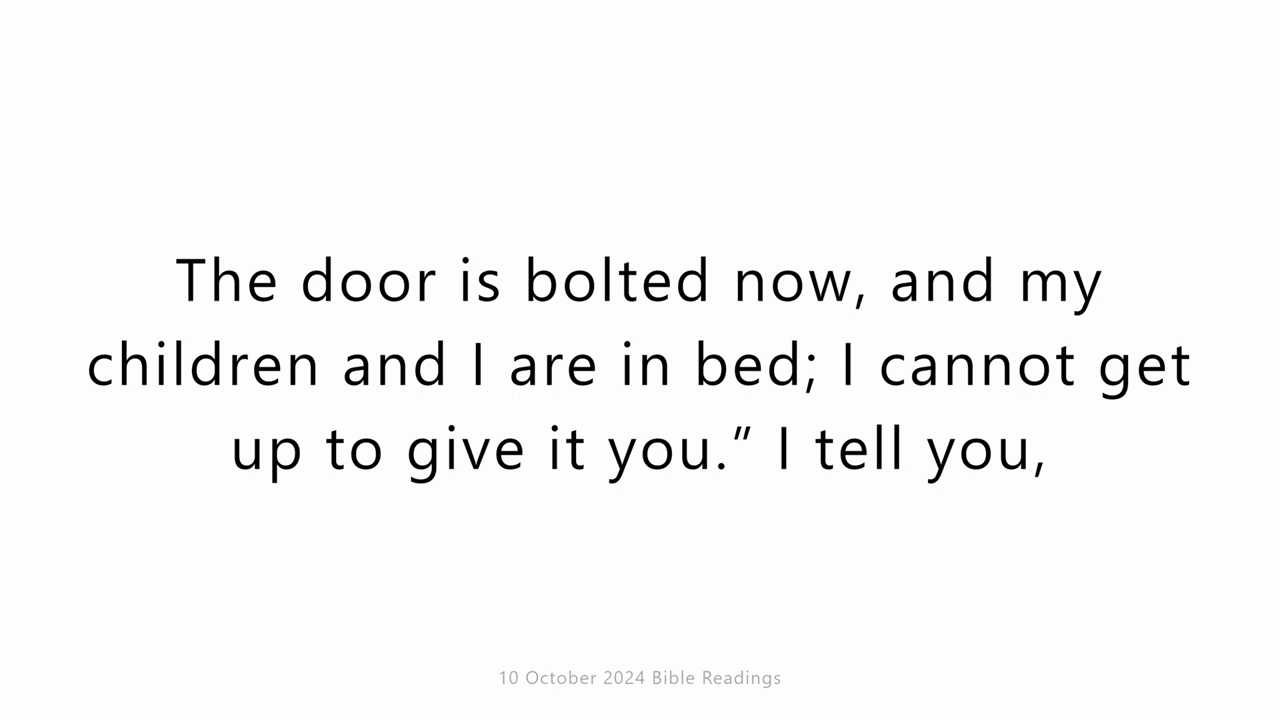 The door is bolted now, and my
children and I are in bed; I cannot get
up to give it you.” I tell you,
10 October 2024 Bible Readings